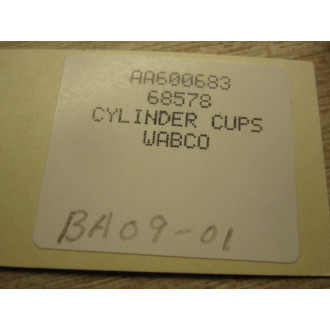 AA600683
68578
CYLINDER CUPS
WABCO
BA09-01